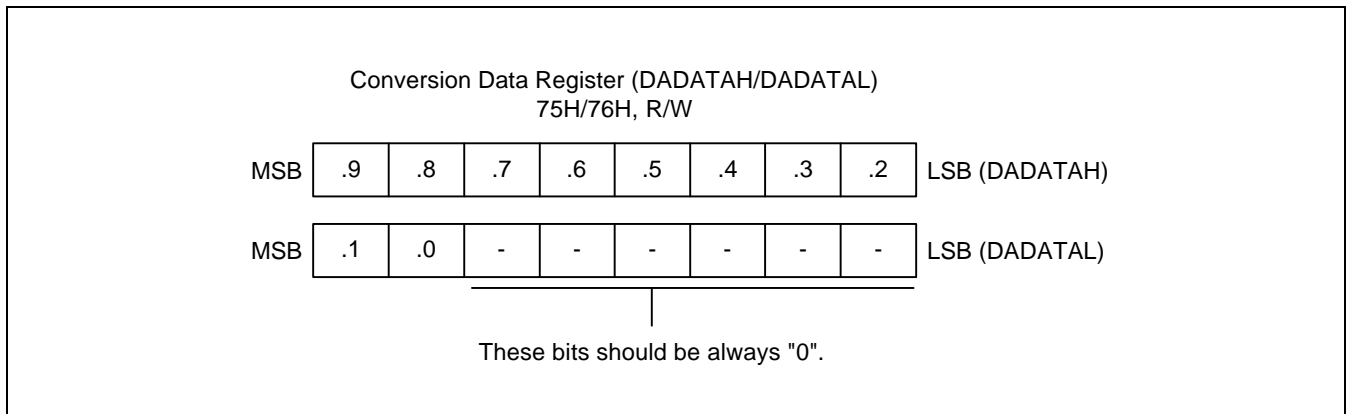 Conversion Data Register (DADATAH/DADATAL)
75H/76H, R/W
MSB .9 .8 .7 .6 .5 .4 .3 .2 LSB (DADATAH)
MSB .1 .0 - - - - - - LSB (DADATAL)
These bits should be always "0".